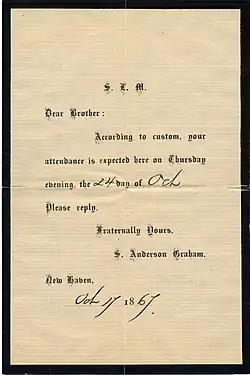 S. L. M.
Dear Brother:
According to custom, your
attendance is expected here on Thursday
evening, the 24 day of Oct
Please reply.
Fraternally Yours,
S. Anderson Graham.
New Haven,
Oct 17 1867.